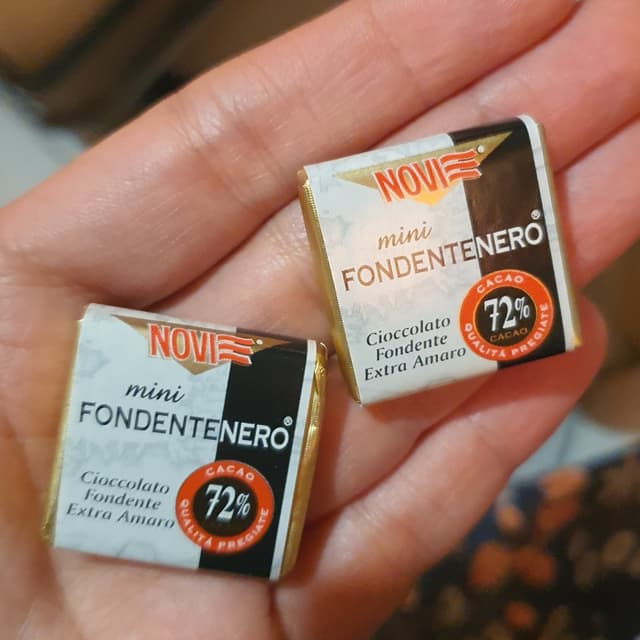 NOVI
mini
FONDENTENERO®
Cioccolato
Fondente
Extra Amaro
CACAO
72%
CACAO
QUALITÀ PREGIATE
NOVI
mini
FONDENTENERO®
Cioccolato
Fondente
Extra Amaro
CACAO
72%
QUALITÀ PREGIATE